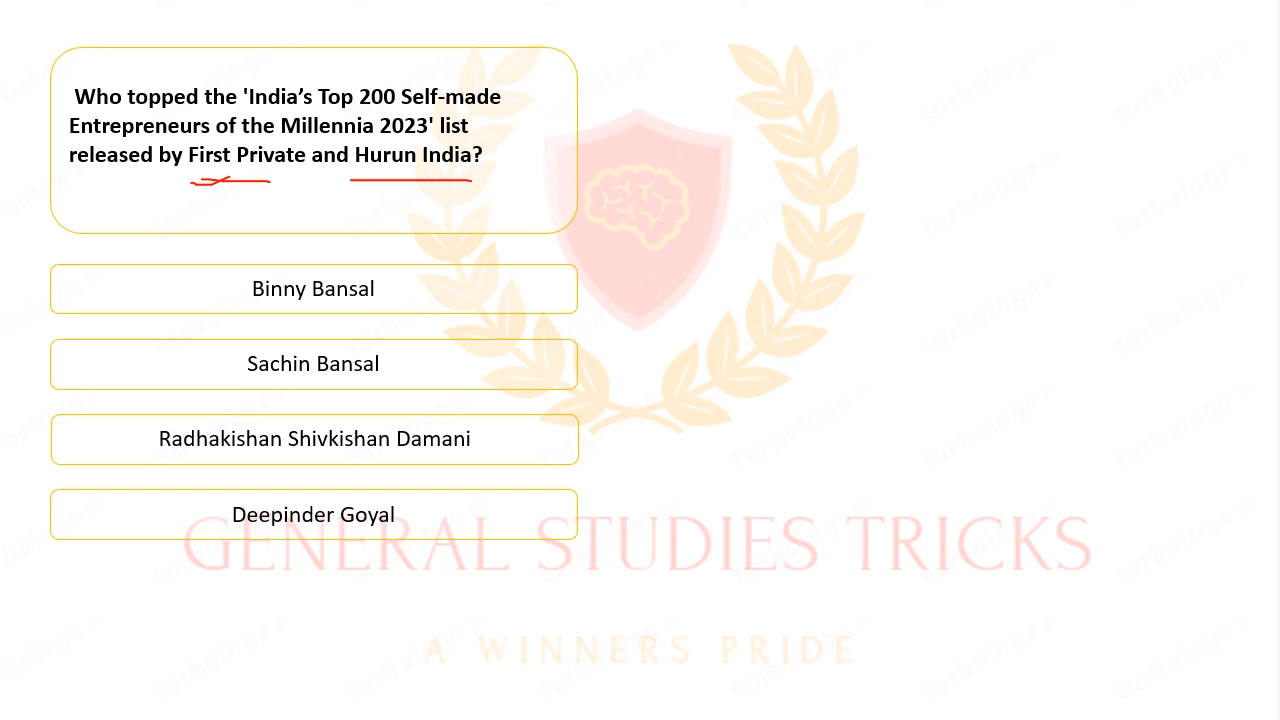 Who topped the 'India’s Top 200 Self-made
Entrepreneurs of the Millennia 2023' list
released by First Private and Hurun India?
Binny Bansal
Sachin Bansal
Radhakishan Shivkishan Damani
Deepinder Goyal
GENERAL STUDIES TRICKS
A WINNERS PRIDE